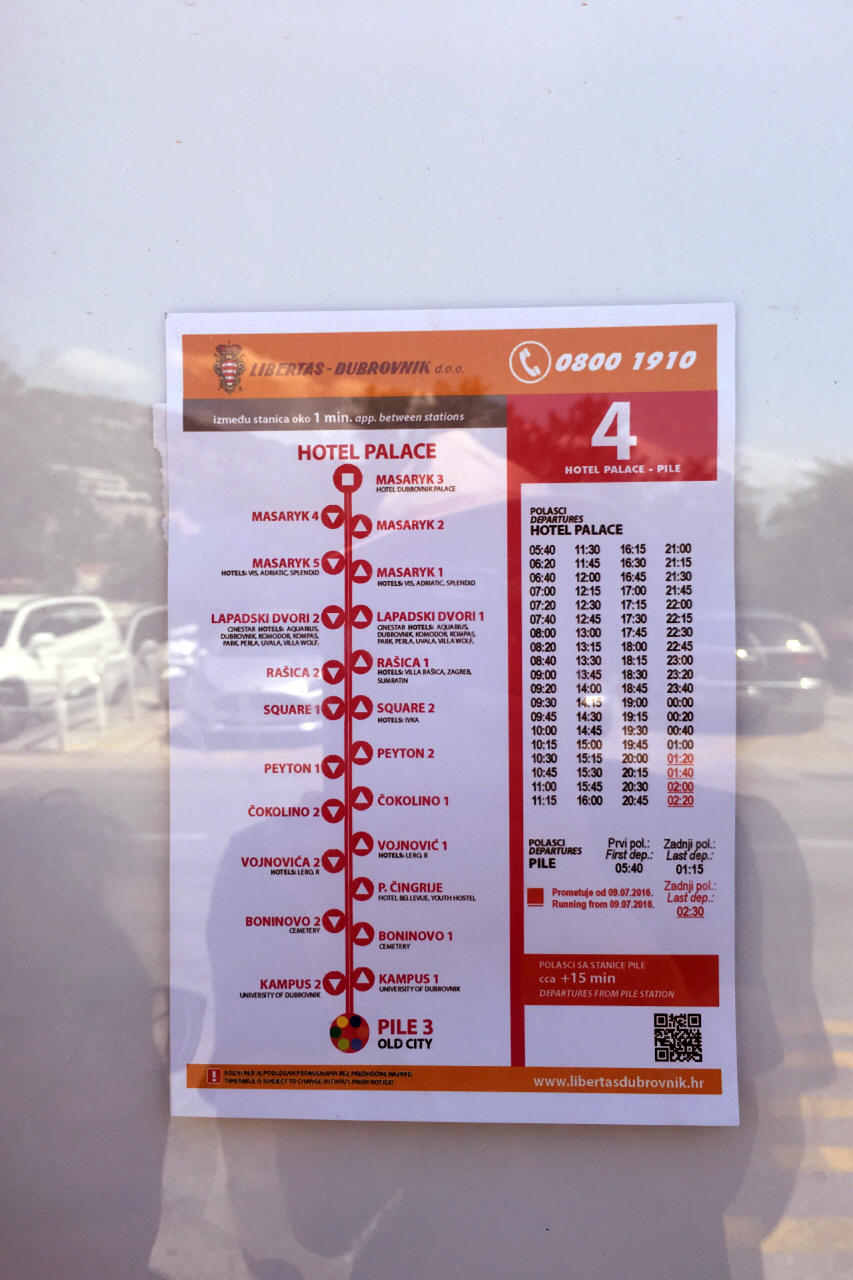 LIBERTAS - DUBROVNIK d.o.o.
0800 1910
između stanica oko 1 min. app. between stations
4
HOTEL PALACE - PILE
HOTEL PALACE
MASARYK 3
HOTEL DUBROVNIK PALACE
MASARYK 4
MASARYK 2
MASARYK 5
HOTELS: VIS, ADRIATIC, SPLENDID
MASARYK 1
HOTELS: VIS, ADRIATIC, SPLENDID
LAPADSKI DVORI 2
CINESTAR HOTELS: AQUARIUS,
DUBROVNIK, KOMODOR, KOMPAS,
PARK, PERLA, UVALA, VILLA WOLF,
LAPADSKI DVORI 1
CINESTAR HOTELS: AQUARIUS,
DUBROVNIK, KOMODOR, KOMPAS,
PARK, PERLA, UVALA, VILLA WOLF,
RAŠICA 2
RAŠICA 1
HOTELS: VILLA RAŠICA, ZAGREB,
SUMRATIN
SQUARE 1
SQUARE 2
HOTELS: IVKA
PEYTON 1
PEYTON 2
ČOKOLINO 2
ČOKOLINO 1
VOJNOVIĆA 2
HOTELS: LERO, R
VOJNOVIĆ 1
HOTELS: LERO, R
P. ČINGRIJE
HOTEL BELLEVUE, YOUTH HOSTEL
BONINOVO 2
CEMETERY
BONINOVO 1
CEMETERY
KAMPUS 2
UNIVERSITY OF DUBROVNIK
KAMPUS 1
UNIVERSITY OF DUBROVNIK
PILE 3
OLD CITY
POLASCI
DEPARTURES
HOTEL PALACE
05:40 11:30 16:15 21:00
06:20 11:45 16:30 21:15
06:40 12:00 16:45 21:30
07:00 12:15 17:00 21:45
07:20 12:30 17:15 22:00
07:40 12:45 17:30 22:15
08:00 13:00 17:45 22:30
08:20 13:15 18:00 22:45
08:40 13:30 18:15 23:00
09:00 13:45 18:30 23:20
09:20 14:00 18:45 23:40
09:30 14:15 19:00 00:00
09:45 14:30 19:15 00:20
10:00 14:45 19:30 00:40
10:15 15:00 19:45 01:00
10:30 15:15 20:00 01:20
10:45 15:30 20:15 01:40
11:00 15:45 20:30 02:00
11:15 16:00 20:45 02:20
POLASCI
DEPARTURES
PILE
Prvi pol.:
First dep.:
05:40
Zadnji pol.:
Last dep.:
01:15
Prometuje od 09.07.2016.
Running from 09.07.2016.
Zadnji pol.:
Last dep.:
02:30
POLASCI SA STANICE PILE
cca +15 min
DEPARTURES FROM PILE STATION
! VOZNI RED JE PODLOŽAN PROMJENAMA BEZ PRETHODNE NAJAVE!
TIMETABLE IS SUBJECT TO CHANGE WITHOUT PRIOR NOTICE!
www.libertasdubrovnik.hr